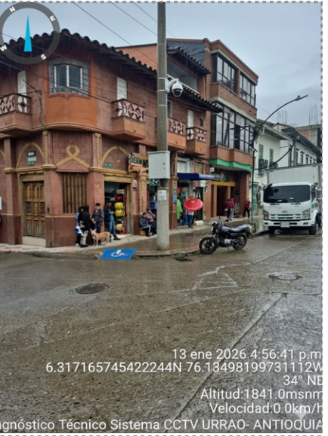 13 ene 2026 4:56:41 p.m
6.317165745422244N 76.13498199731112W
34° NE
Altitud:1841.0msnm
Velocidad:0.0km/h
agnóstico Técnico Sistema CCTV URRAO- ANTIOQUIA